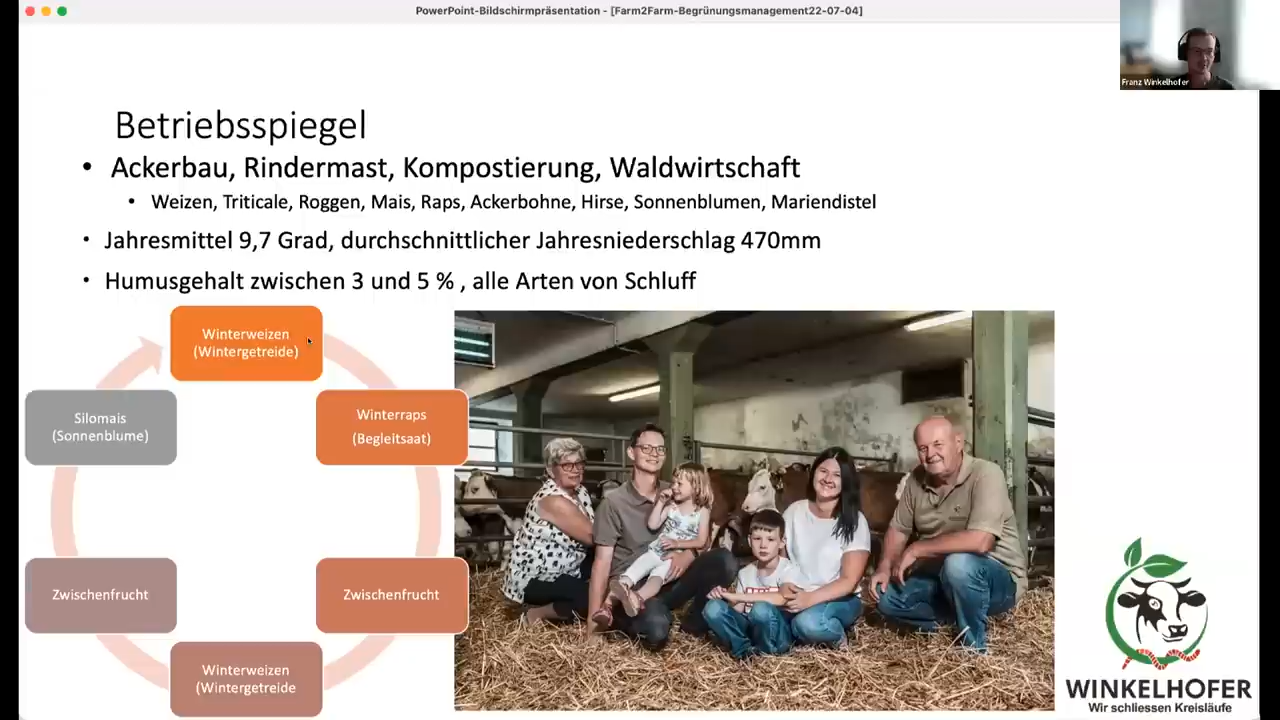 PowerPoint-Bildschirmpräsentation - [Farm2Farm-Begrünungsmanagement22-07-04]
Franz Winkelhofer
Betriebsspiegel
• Ackerbau, Rindermast, Kompostierung, Waldwirtschaft
• Weizen, Triticale, Roggen, Mais, Raps, Ackerbohne, Hirse, Sonnenblumen, Mariendistel
• Jahresmittel 9,7 Grad, durchschnittlicher Jahresniederschlag 470mm
• Humusgehalt zwischen 3 und 5 % , alle Arten von Schluff
Winterweizen
(Wintergetreide)
Winterraps
(Begleitsaat)
Zwischenfrucht
Winterweizen
(Wintergetreide
Zwischenfrucht
Silomais
(Sonnenblume)
WINKELHOFER
Wir schliessen Kreisläufe